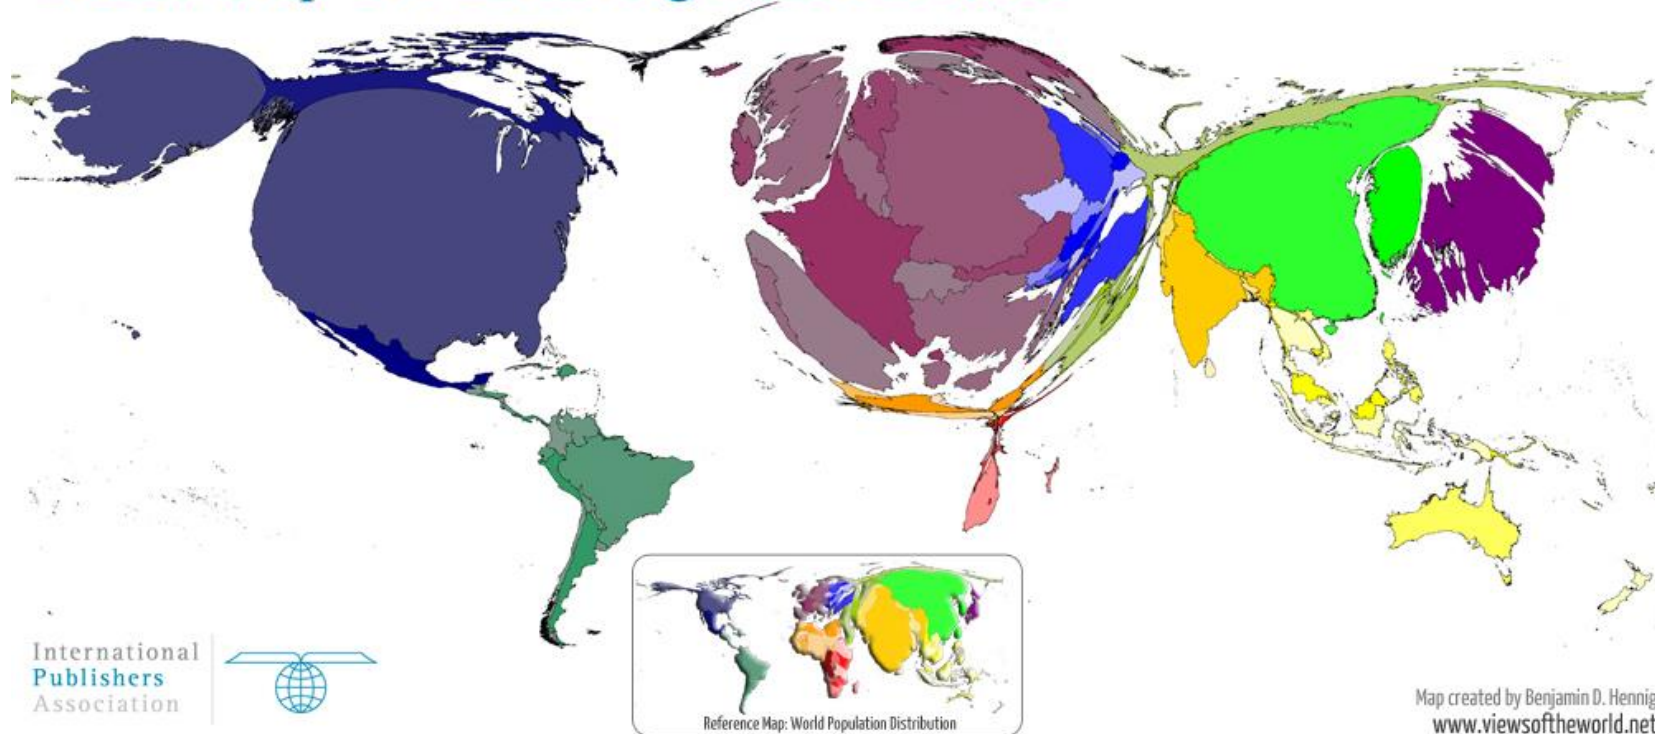 International
Publishers
Association
Reference Map: World Population Distribution
Map created by Benjamin D. Hennig
www.viewsoftheworld.net